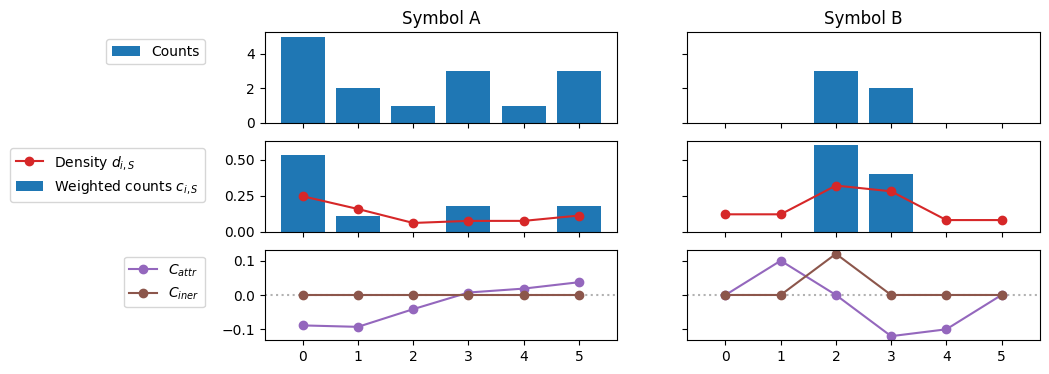 Symbol A
Symbol B
Counts
4
2
0
Density d_{i,S}
Weighted counts c_{i,S}
0.50
0.25
0.00
C_{attr}
C_{iner}
0.1
0.0
−0.1
0 1 2 3 4 5
0 1 2 3 4 5